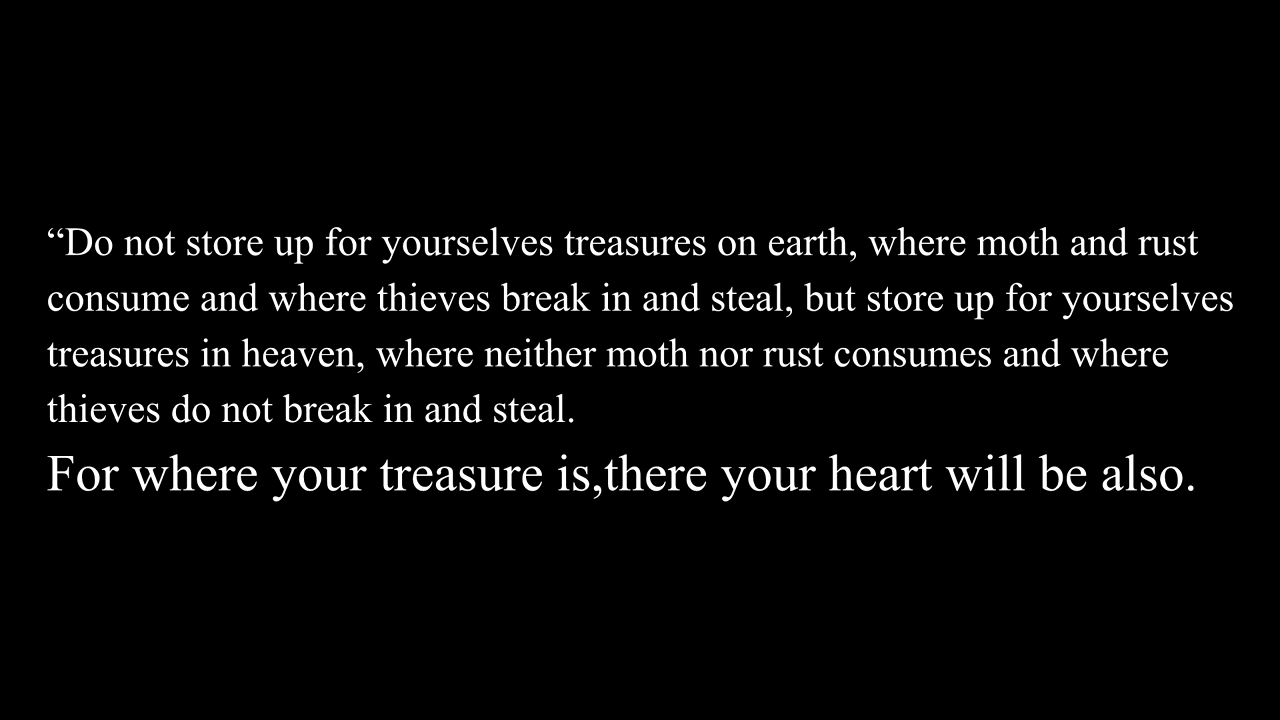 “Do not store up for yourselves treasures on earth, where moth and rust
consume and where thieves break in and steal, but store up for yourselves
treasures in heaven, where neither moth nor rust consumes and where
thieves do not break in and steal.
For where your treasure is,there your heart will be also.